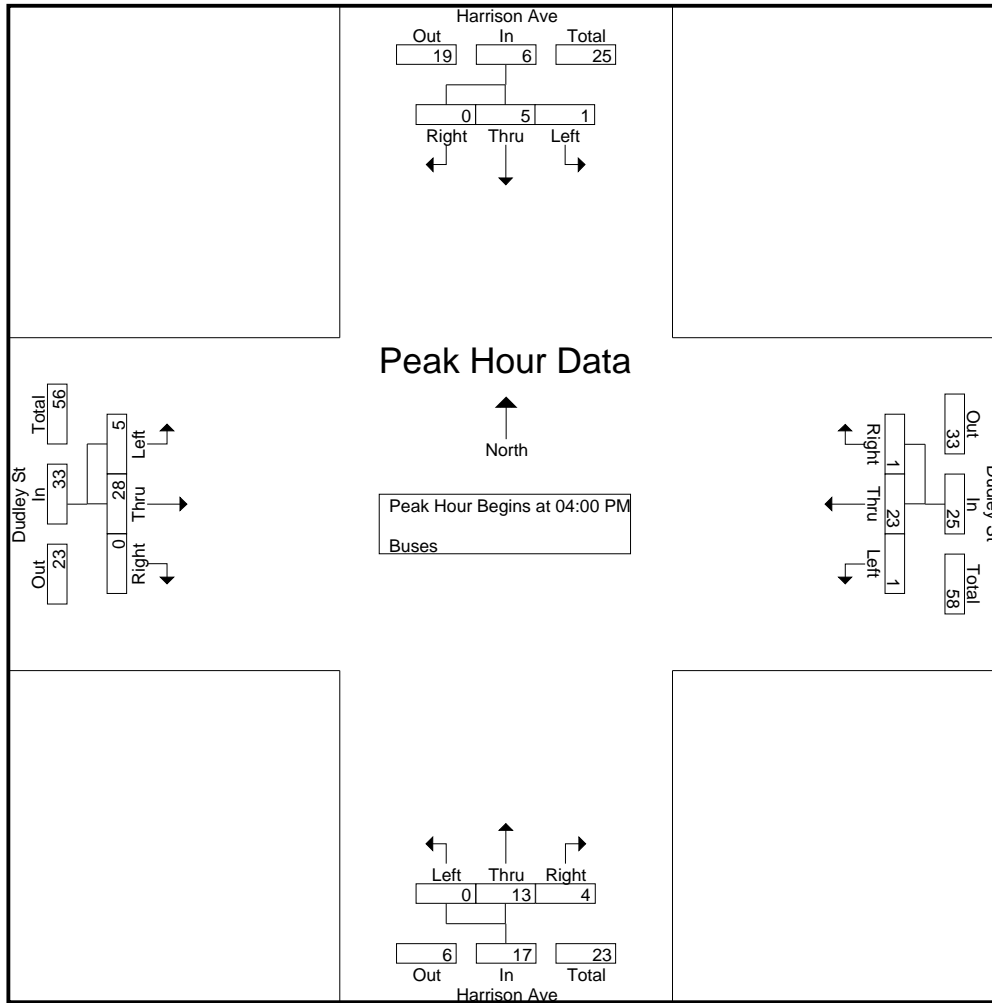 Harrison Ave
Out In Total
19 6 25
0 5 1
Right Thru Left
Peak Hour Data
North
Peak Hour Begins at 04:00 PM
Buses
Dudley St
Out In Total
23 33 56
Right Thru Left
0 28 5
Dudley St
Out In Total
33 25 58
Right Thru Left
1 23 1
Left Thru Right
0 13 4
6 17 23
Out In Total
Harrison Ave